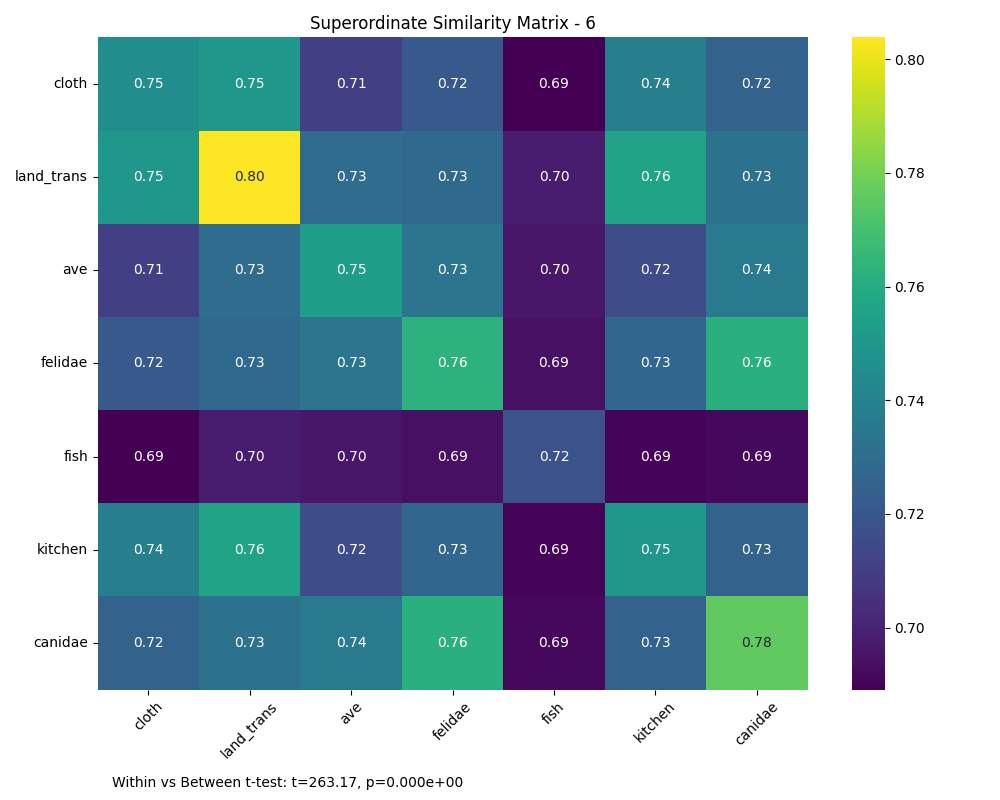 Superordinate Similarity Matrix - 6
cloth 0.75 0.75 0.71 0.72 0.69 0.74 0.72
land_trans 0.75 0.80 0.73 0.73 0.70 0.76 0.73
ave 0.71 0.73 0.75 0.73 0.70 0.72 0.74
felidae 0.72 0.73 0.73 0.76 0.69 0.73 0.76
fish 0.69 0.70 0.70 0.69 0.72 0.69 0.69
kitchen 0.74 0.76 0.72 0.73 0.69 0.75 0.73
canidae 0.72 0.73 0.74 0.76 0.69 0.73 0.78
cloth land_trans ave felidae fish kitchen canidae
0.80
0.78
0.76
0.74
0.72
0.70
Within vs Between t-test: t=263.17, p=0.000e+00